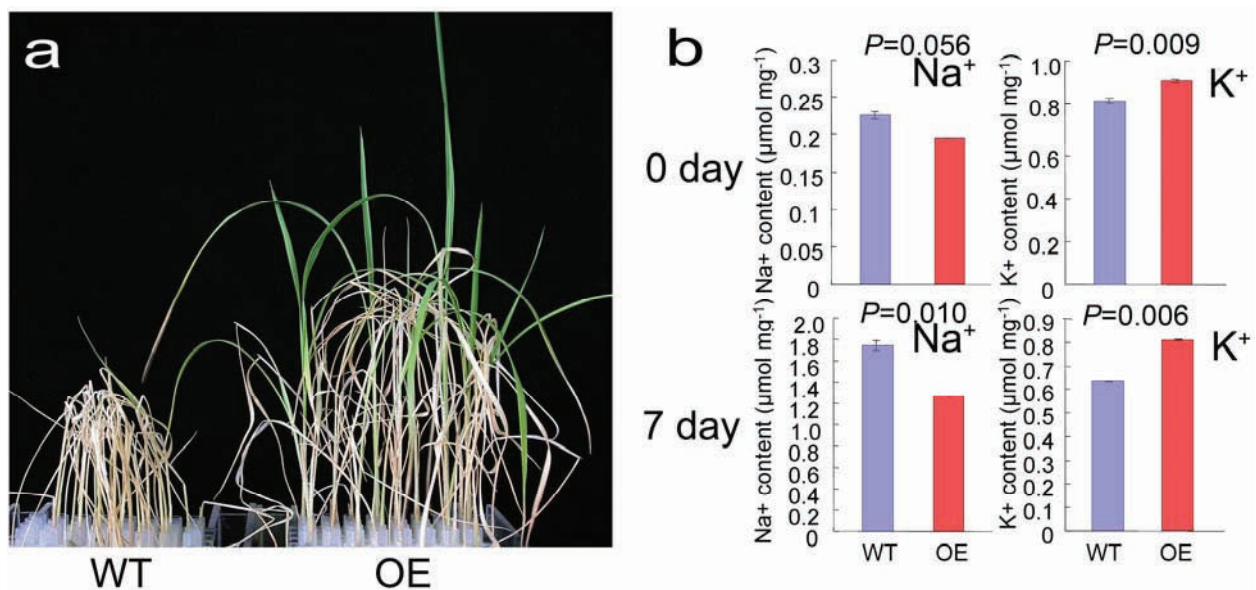 a
WT OE
b
0 day
7 day
P=0.056
Na⁺
Na+ content (µmol mg⁻¹)
0.3
0.25
0.2
0.15
0.1
0.05
0
P=0.009
K⁺
K+ content (µmol mg⁻¹)
1.0
0.8
0.6
0.4
0.2
0
P=0.010
Na⁺
Na+ content (µmol mg⁻¹)
2.0
1.8
1.6
1.4
1.2
1.0
0.8
0.6
0.4
0.2
0
WT OE
P=0.006
K⁺
K+ content (µmol mg⁻¹)
0.9
0.8
0.7
0.6
0.5
0.4
0.3
0.2
0.1
0
WT OE